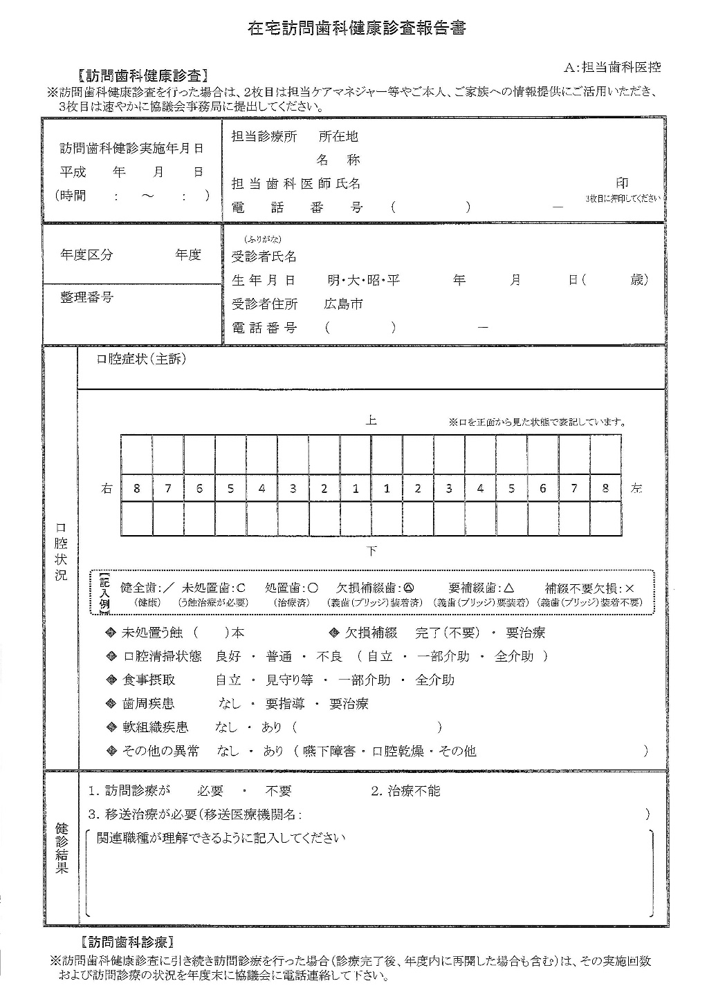 在宅訪問歯科健康診査報告書
A:担当歯科医控
【訪問歯科健康診査】
※訪問歯科健康診査を行った場合は、2枚目は担当ケアマネジャー等やご本人、ご家族への情報提供にご活用いただき、
3枚目は速やかに協議会事務局に提出してください。
訪問歯科健診実施年月日
平成　　年　　月　　日
(時間　　:　～　　:　)
担当診療所　所在地
名　称
担当歯科医師氏名　　　　　　印
3枚目に押印してください
電　話　番　号　(　　　　)　　　　－
年度区分　　　　年度
整理番号
(ふりがな)
受診者氏名
生年月日　明・大・昭・平　　　年　　　月　　　日(　　　歳)
受診者住所　広島市
電話番号　(　　　　)　　　　－
口腔状況
口腔症状(主訴)
上
※口を正面から見た状態で表記しています。
右 8 7 6 5 4 3 2 1 1 2 3 4 5 6 7 8 左
下
【記入例】
健全歯:／ 未処置歯:C 処置歯:○ 欠損補綴歯:◎ 要補綴歯:△ 補綴不要欠損:×
(健康) (う蝕治療が必要) (治療済) (義歯(ブリッジ)装着済) (義歯(ブリッジ)要装着) (義歯(ブリッジ)装着不要)
◆ 未処置う蝕 (　　)本　　◆ 欠損補綴　完了(不要) ・ 要治療
◆ 口腔清掃状態　良好 ・ 普通 ・ 不良 ( 自立 ・ 一部介助 ・ 全介助 )
◆ 食事摂取　自立 ・ 見守り等 ・ 一部介助 ・ 全介助
◆ 歯周疾患　なし ・ 要指導 ・ 要治療
◆ 軟組織疾患　なし ・ あり (　　　　　　　　)
◆ その他の異常　なし ・ あり ( 嚥下障害・口腔乾燥・その他　　　　　　　　)
健診結果
1. 訪問診療が　必要　・　不要　　　2. 治療不能
3. 移送治療が必要(移送医療機関名:　　　　　　　　)
関連職種が理解できるように記入してください
【訪問歯科診療】
※訪問歯科健康診査に引き続き訪問診療を行った場合(診療完了後、年度内に再開した場合も含む)は、その実施回数
および訪問診療の状況を年度末に協議会に電話連絡して下さい。